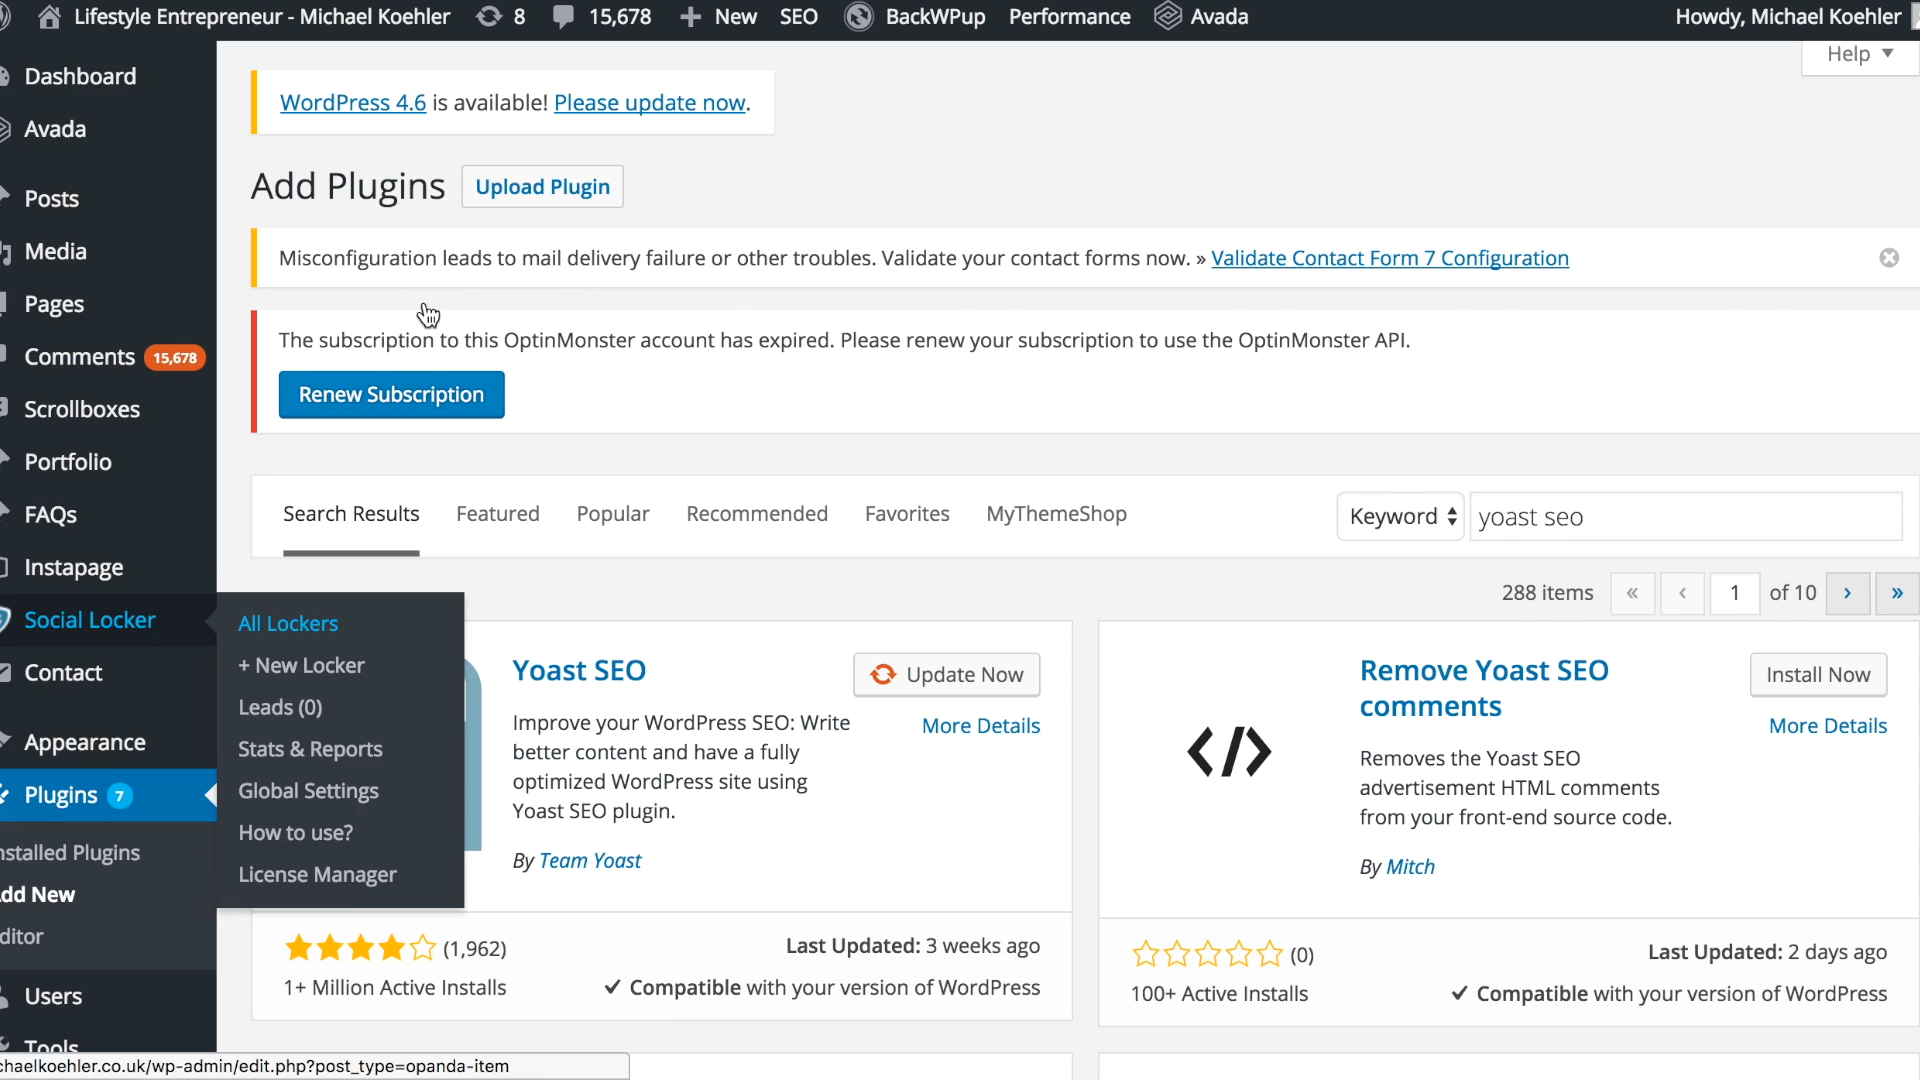 Lifestyle Entrepreneur - Michael Koehler 8 15,678 New SEO BackWPup Performance Avada Howdy, Michael Koehler
Help
Dashboard
Avada
Posts
Media
Pages
Comments 15,678
Scrollboxes
Portfolio
FAQs
Instapage
Social Locker
Contact
Appearance
Plugins 7
nstalled Plugins
dd New
ditor
Users
Tools
All Lockers
+ New Locker
Leads (0)
Stats & Reports
Global Settings
How to use?
License Manager
WordPress 4.6 is available! Please update now.
Add Plugins Upload Plugin
Misconfiguration leads to mail delivery failure or other troubles. Validate your contact forms now. » Validate Contact Form 7 Configuration
The subscription to this OptinMonster account has expired. Please renew your subscription to use the OptinMonster API.
Renew Subscription
Search Results Featured Popular Recommended Favorites MyThemeShop Keyword yoast seo
288 items « ‹ 1 of 10 › »
Yoast SEO
Update Now
More Details
Improve your WordPress SEO: Write
better content and have a fully
optimized WordPress site using
Yoast SEO plugin.
By Team Yoast
(1,962)
Last Updated: 3 weeks ago
1+ Million Active Installs
✓ Compatible with your version of WordPress
</>
Remove Yoast SEO
comments
Install Now
More Details
Removes the Yoast SEO
advertisement HTML comments
from your front-end source code.
By Mitch
(0)
Last Updated: 2 days ago
100+ Active Installs
✓ Compatible with your version of WordPress
chaelkoehler.co.uk/wp-admin/edit.php?post_type=opanda-item